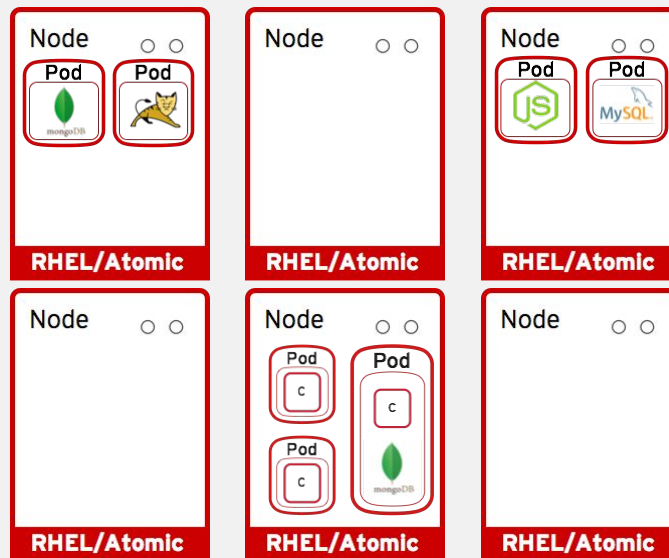 Node
Pod
mongoDB
Pod
RHEL/Atomic
Node
RHEL/Atomic
Node
Pod
JS
Pod
MySQL
RHEL/Atomic
Node
RHEL/Atomic
Node
Pod
c
Pod
c
Pod
c
mongoDB
RHEL/Atomic
Node
RHEL/Atomic